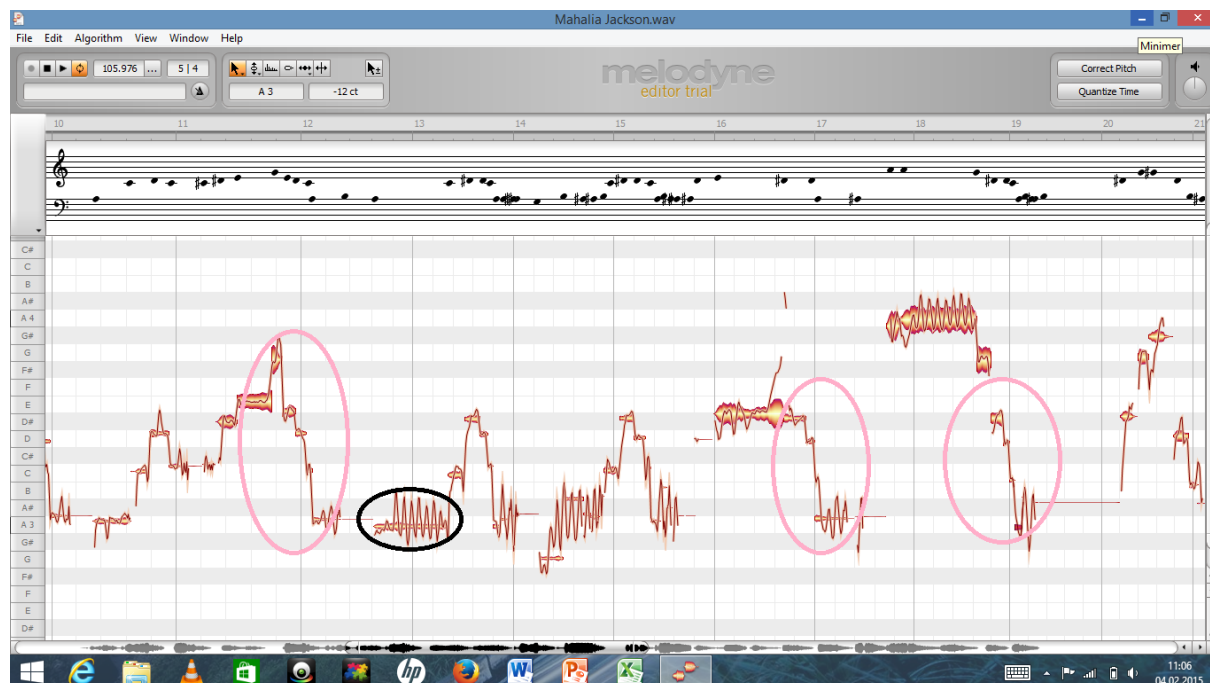 Mahalia Jackson.wav
File Edit Algorithm View Window Help
Minimer
105.976 ... 5 | 4
A 3 -12 ct
melodyne
editor trial
Correct Pitch
Quantize Time
10 11 12 13 14 15 16 17 18 19 20 21
C#
C
B
A#
A 4
G#
G
F#
F
E
D#
D
C#
C
B
A#
A 3
G#
G
F#
F
E
D#
hp
W
P
X
11:06
04.02.2015